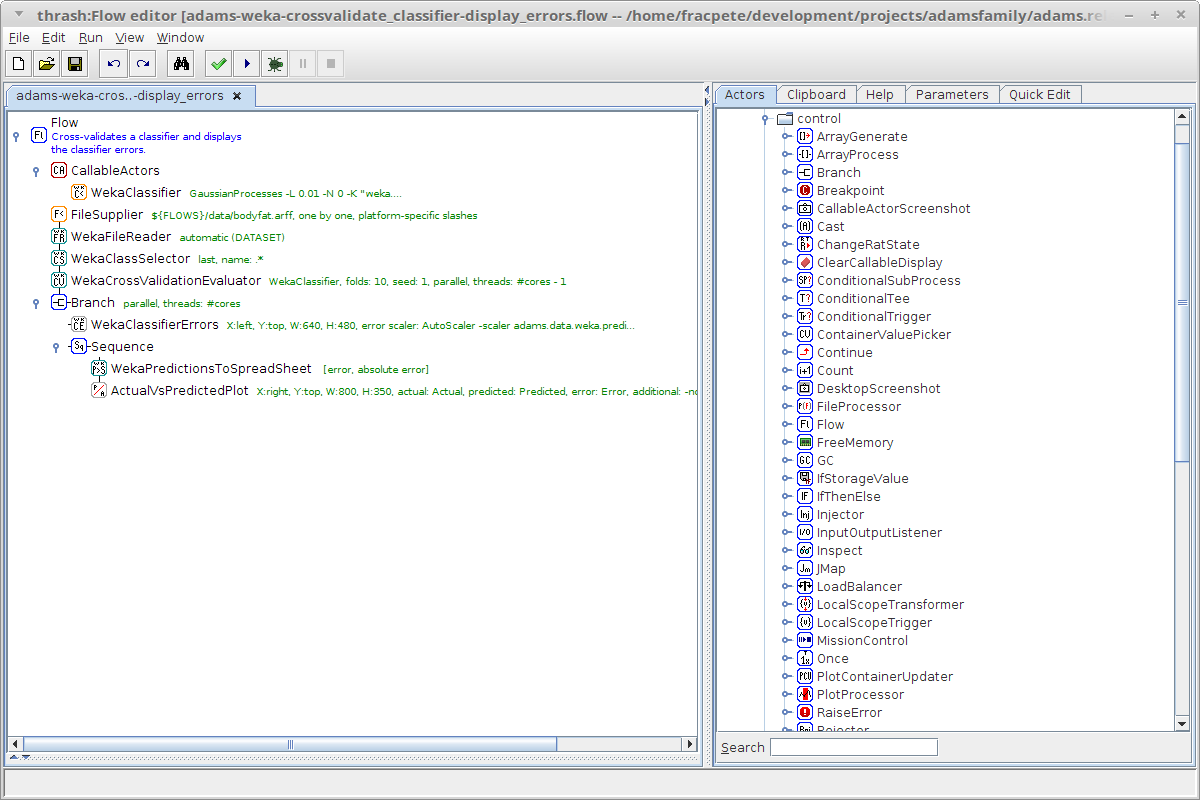 thrash:Flow editor [adams-weka-crossvalidate_classifier-display_errors.flow -- /home/fracpete/development/projects/adamsfamily/adams.re
File Edit Run View Window
adams-weka-cros..-display_errors
Flow
Cross-validates a classifier and displays
the classifier errors.
CallableActors
WekaClassifier GaussianProcesses -L 0.01 -N 0 -K "weka....
FileSupplier ${FLOWS}/data/bodyfat.arff, one by one, platform-specific slashes
WekaFileReader automatic (DATASET)
WekaClassSelector last, name: .*
WekaCrossValidationEvaluator WekaClassifier, folds: 10, seed: 1, parallel, threads: #cores - 1
Branch parallel, threads: #cores
WekaClassifierErrors X:left, Y:top, W:640, H:480, error scaler: AutoScaler -scaler adams.data.weka.predi...
Sequence
WekaPredictionsToSpreadSheet [error, absolute error]
ActualVsPredictedPlot X:right, Y:top, W:800, H:350, actual: Actual, predicted: Predicted, error: Error, additional: -no
Actors Clipboard Help Parameters Quick Edit
control
ArrayGenerate
ArrayProcess
Branch
Breakpoint
CallableActorScreenshot
Cast
ChangeRatState
ClearCallableDisplay
ConditionalSubProcess
ConditionalTee
ConditionalTrigger
ContainerValuePicker
Continue
Count
DesktopScreenshot
FileProcessor
Flow
FreeMemory
GC
IfStorageValue
IfThenElse
Injector
InputOutputListener
Inspect
JMap
LoadBalancer
LocalScopeTransformer
LocalScopeTrigger
MissionControl
Once
PlotContainerUpdater
PlotProcessor
RaiseError
Search